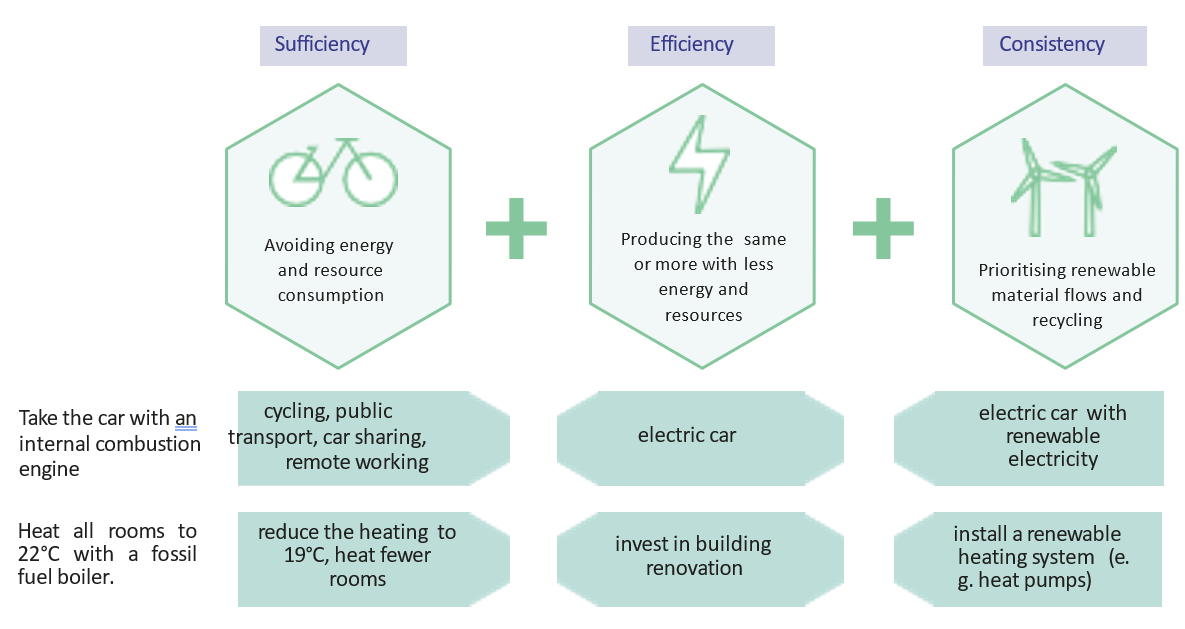 Sufficiency
Efficiency
Consistency
Avoiding energy
and resource
consumption
Producing the same
or more with less
energy and
resources
Prioritising renewable
material flows and
recycling
Take the car with an
internal combustion
engine
cycling, public
transport, car sharing,
remote working
electric car
electric car with
renewable
electricity
Heat all rooms to
22°C with a fossil
fuel boiler.
reduce the heating to
19°C, heat fewer
rooms
invest in building
renovation
install a renewable
heating system (e.
g. heat pumps)